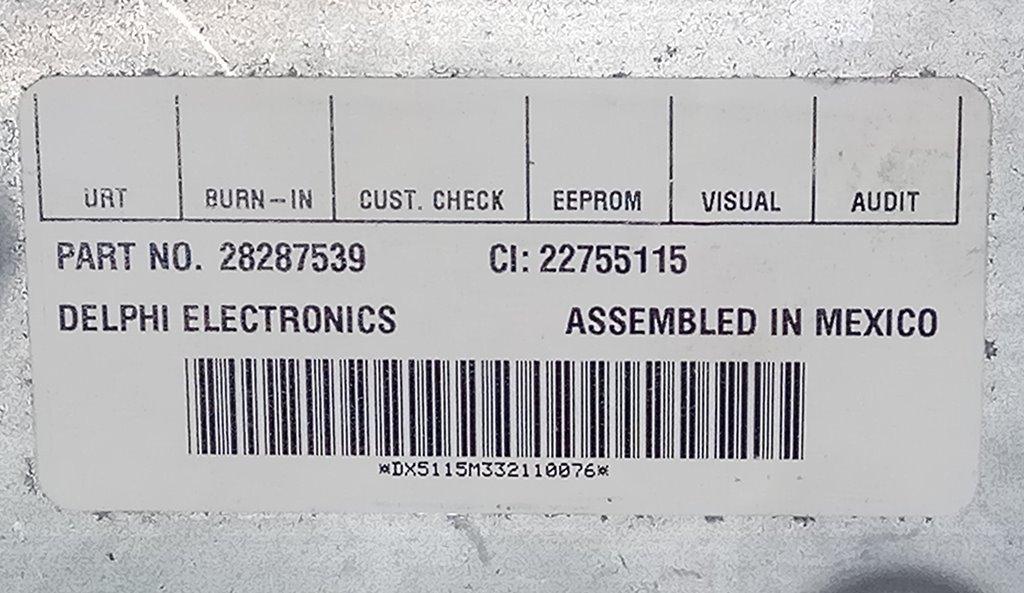 URT BURN-IN CUST. CHECK EEPROM VISUAL AUDIT
PART NO. 28287539 CI: 22755115
DELPHI ELECTRONICS ASSEMBLED IN MEXICO
*DX5115M332110076*